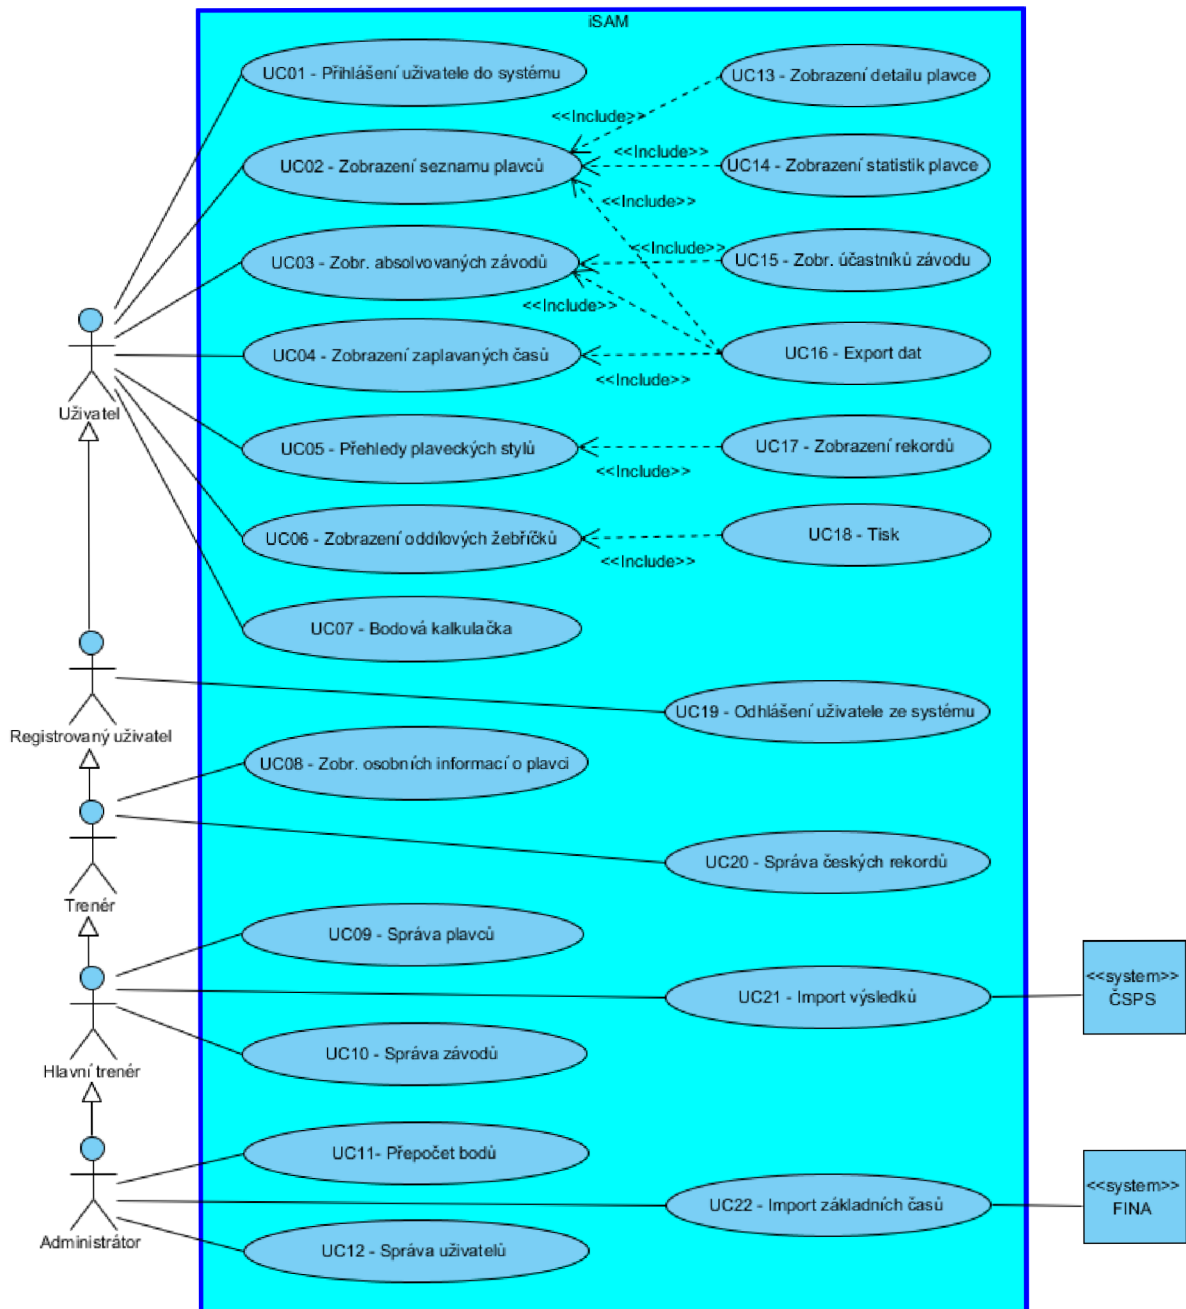 iSAM
UC01 - Přihlášení uživatele do systému
UC13 - Zobrazení detailu plavce
<<Include>>
UC02 - Zobrazení seznamu plavců
<<Include>>
UC14 - Zobrazení statistik plavce
<<Include>>
UC03 - Zobr. absolvovaných závodů
<<Include>>
UC15 - Zobr. účastníků závodu
<<Include>>
UC04 - Zobrazení zaplavaných časů
UC16 - Export dat
<<Include>>
Uživatel
UC05 - Přehledy plaveckých stylů
UC17 - Zobrazení rekordů
<<Include>>
UC06 - Zobrazení oddílových žebříčků
UC18 - Tisk
<<Include>>
UC07 - Bodová kalkulačka
UC19 - Odhlášení uživatele ze systému
Registrovaný uživatel
UC08 - Zobr. osobních informací o plavci
UC20 - Správa českých rekordů
Trenér
UC09 - Správa plavců
<<system>>
ČSPS
UC21 - Import výsledků
UC10 - Správa závodů
Hlavní trenér
UC11- Přepočet bodů
<<system>>
FINA
UC22 - Import základních časů
Administrátor
UC12 - Správa uživatelů